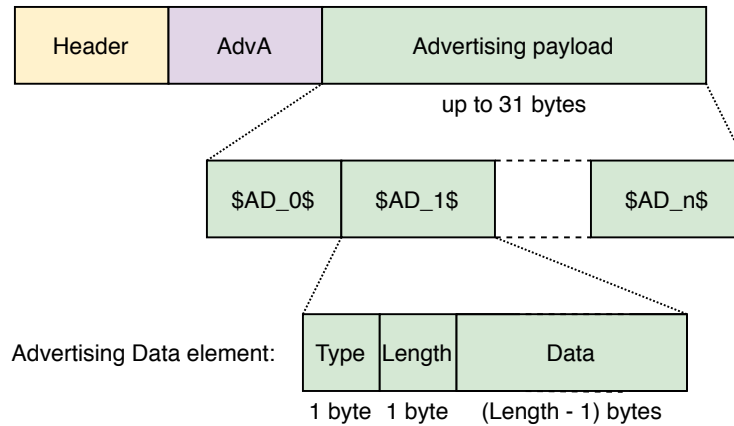 Header AdvA Advertising payload
up to 31 bytes
$AD_0$ $AD_1$ $AD_n$
Advertising Data element: Type Length Data
1 byte 1 byte (Length - 1) bytes